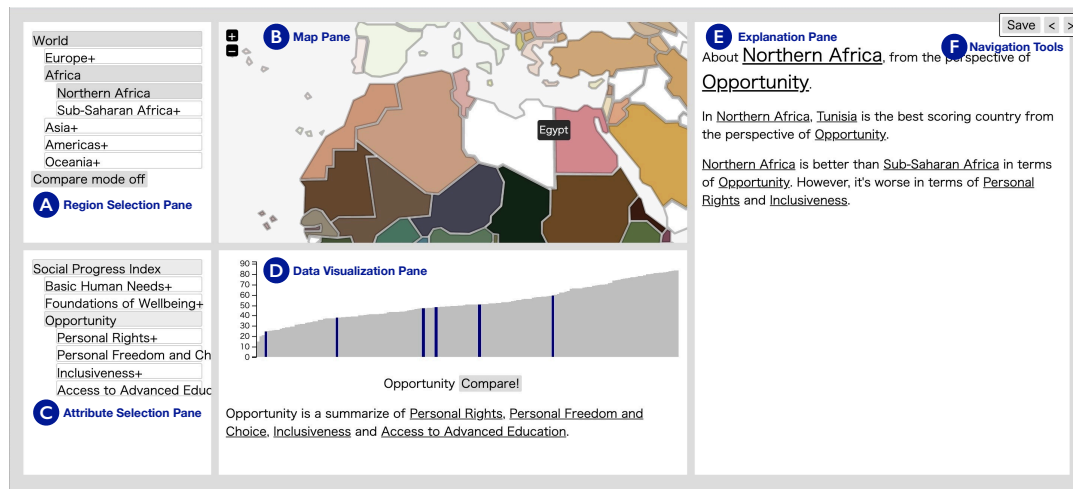 World
Europe+
Africa
Northern Africa
Sub-Saharan Africa+
Asia+
Americas+
Oceania+
Compare mode off
A Region Selection Pane
+
−
B Map Pane
Egypt
Social Progress Index
Basic Human Needs+
Foundations of Wellbeing+
Opportunity
Personal Rights+
Personal Freedom and Ch
Inclusiveness+
Access to Advanced Educ
C Attribute Selection Pane
D Data Visualization Pane
90
80
70
60
50
40
30
20
10
0
Opportunity Compare!
Opportunity is a summarize of Personal Rights, Personal Freedom and
Choice, Inclusiveness and Access to Advanced Education.
Save < >
E Explanation Pane
F Navigation Tools
About Northern Africa, from the perspective of
Opportunity.
In Northern Africa, Tunisia is the best scoring country from
the perspective of Opportunity.
Northern Africa is better than Sub-Saharan Africa in terms
of Opportunity. However, it's worse in terms of Personal
Rights and Inclusiveness.